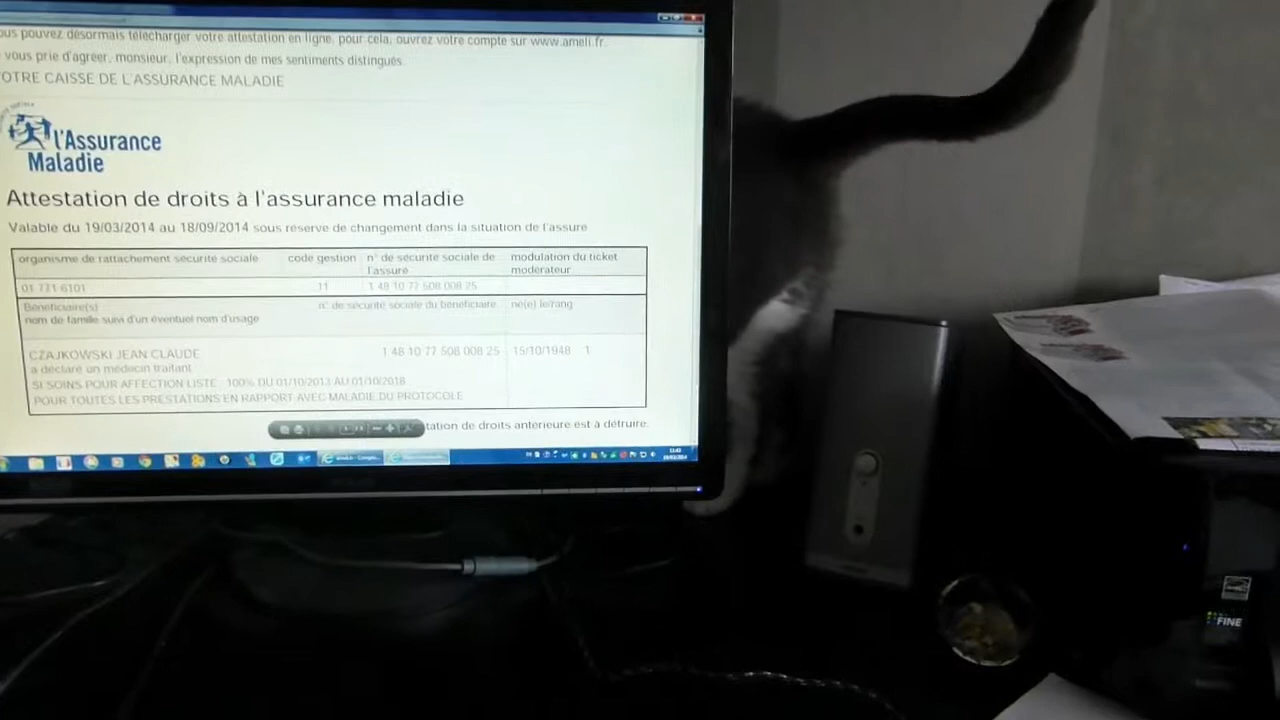 ous pouvez désormais télécharger votre attestation en ligne, pour cela, ouvrez votre compte sur www.ameli.fr.
vous prie d'agréer, monsieur, l'expression de mes sentiments distingués.
OTRE CAISSE DE L'ASSURANCE MALADIE
l'Assurance
Maladie
Attestation de droits à l'assurance maladie
Valable du 19/03/2014 au 18/09/2014 sous réserve de changement dans la situation de l'assuré
organisme de rattachement sécurité sociale code gestion n° de sécurité sociale de l'assuré modulation du ticket modérateur
01 771 6101 11 1 48 10 77 508 008 25
Bénéficiaire(s)
nom de famille suivi d'un éventuel nom d'usage n° de sécurité sociale du bénéficiaire né(e) le/rang
CZAJKOWSKI JEAN CLAUDE 1 48 10 77 508 008 25 15/10/1948 1
a déclaré un médecin traitant
SI SOINS POUR AFFECTION LISTE : 100% DU 01/10/2013 AU 01/10/2018
POUR TOUTES LES PRESTATIONS EN RAPPORT AVEC MALADIE DU PROTOCOLE
tation de droits antérieure est à détruire.
11:43
FINE